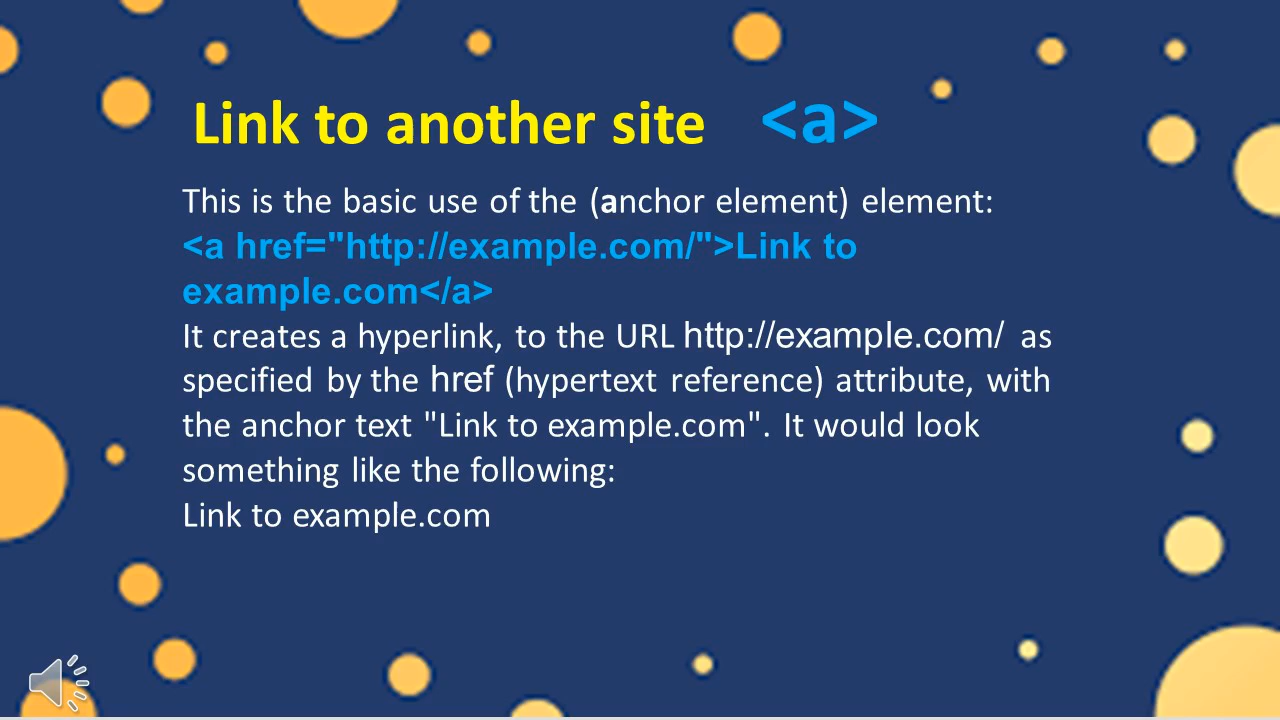 Link to another site <a>
This is the basic use of the (anchor element) element:
<a href="http://example.com/">Link to
example.com</a>
It creates a hyperlink, to the URL http://example.com/ as
specified by the href (hypertext reference) attribute, with
the anchor text "Link to example.com". It would look
something like the following:
Link to example.com